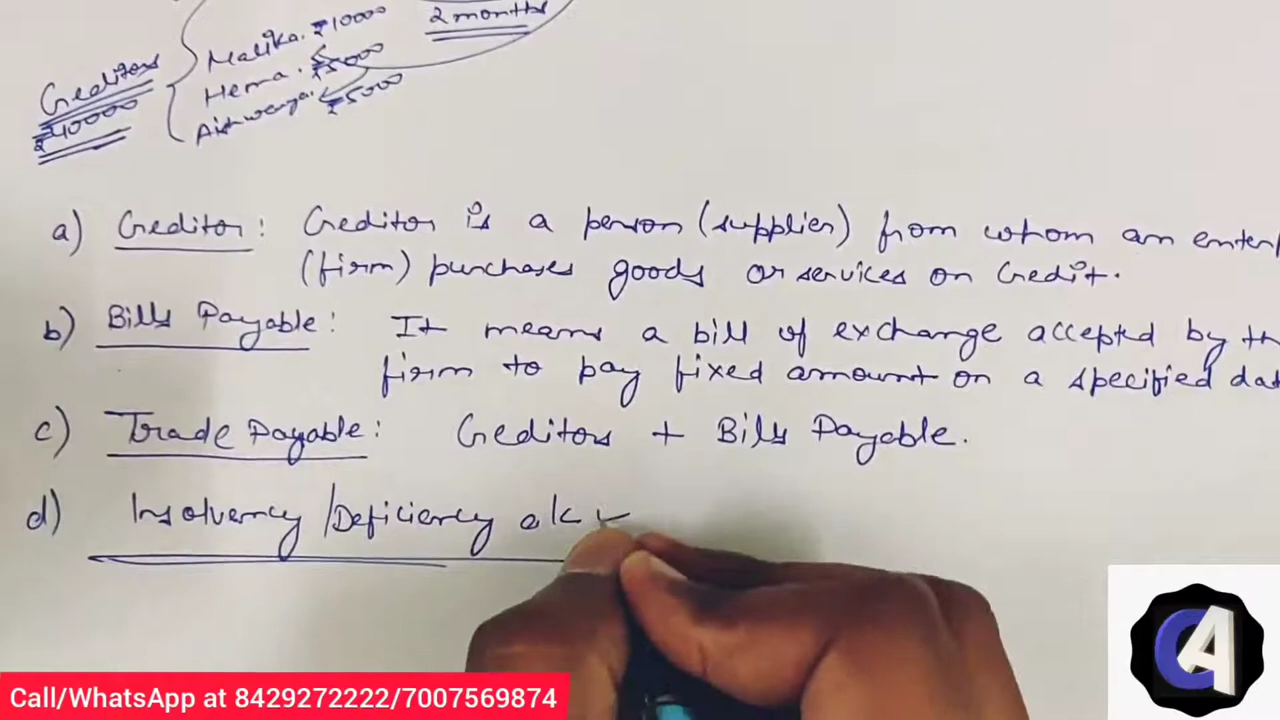 Malika. ₹10000
2 months
Creditors
₹40000
Hema. ₹5000
₹5000
a) Creditor: Creditor is a person (supplier) from whom an enter
(firm) purchases goods or services on Credit.
b) Bills Payable: It means a bill of exchange accepted by th
firm to pay fixed amount on a specified dat
c) Trade Payable: Creditors + Bills Payable.
d) Insolvency/Deficiency a/c
CA
Call/WhatsApp at 8429272222/7007569874